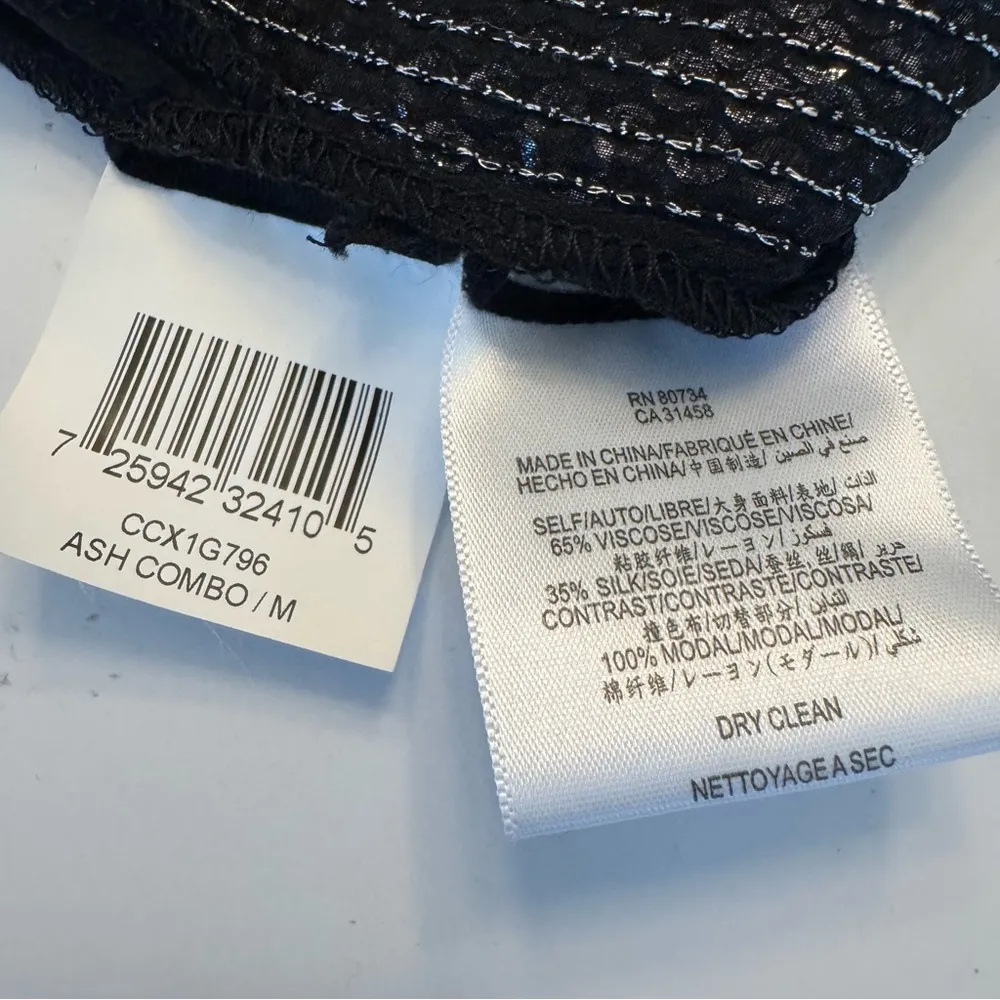 7 25942 32410 5
CCX1G796
ASH COMBO / M
RN 80734
CA 31458
MADE IN CHINA/FABRIQUÉ EN CHINE/
HECHO EN CHINA/中国制造/ صنع في الصين
SELF/AUTO/LIBRE/大身面料/表地/ الذات
65% VISCOSE/VISCOSE/VISCOSA/
粘胶纤维/レーヨン/ فسكوز
35% SILK/SOIE/SEDA/蚕丝, 丝/絹/ حرير
CONTRAST/CONTRASTE/CONTRASTE/
撞色布/切替部分/ التباين
100% MODAL/MODAL/MODAL/
棉纤维/レーヨン(モダール)/
DRY CLEAN
NETTOYAGE A SEC